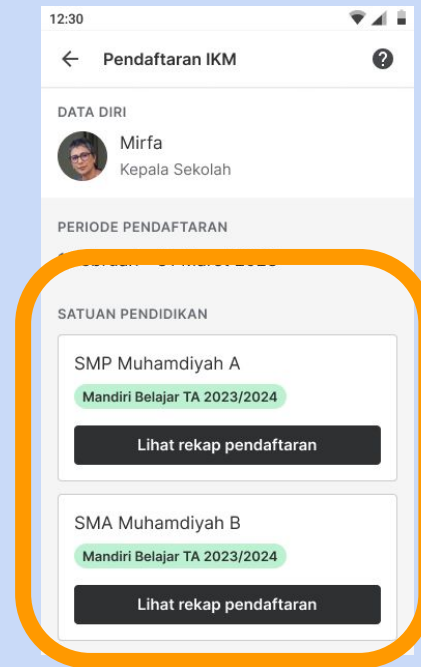 12:30
Pendaftaran IKM
DATA DIRI
Mirfa
Kepala Sekolah
PERIODE PENDAFTARAN
SATUAN PENDIDIKAN
SMP Muhamdiyah A
Mandiri Belajar TA 2023/2024
Lihat rekap pendaftaran
SMA Muhamdiyah B
Mandiri Belajar TA 2023/2024
Lihat rekap pendaftaran